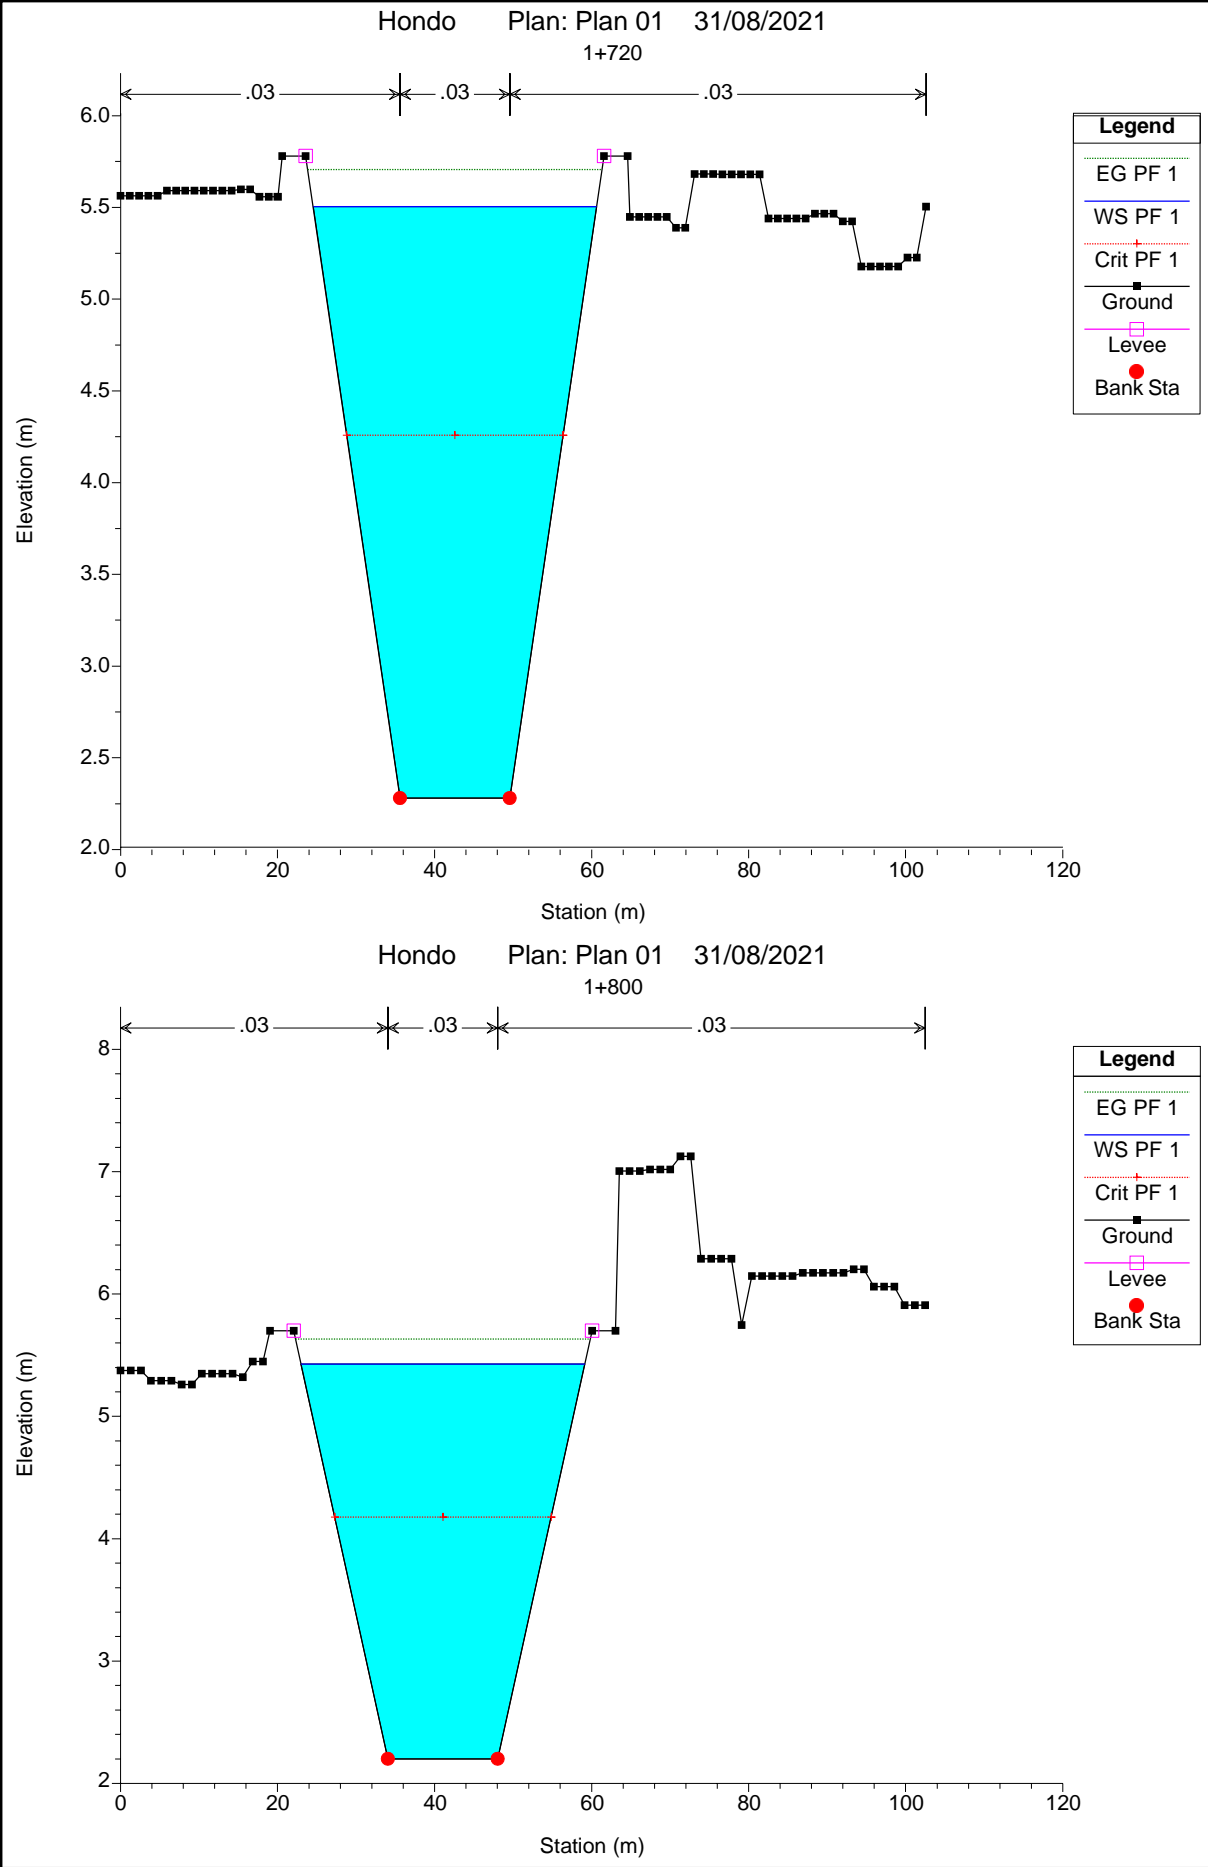 Hondo Plan: Plan 01 31/08/2021
1+720
.03 .03 .03
6.0
5.5
5.0
4.5
4.0
3.5
3.0
2.5
2.0
Elevation (m)
0 20 40 60 80 100 120
Station (m)
Legend
EG PF 1
WS PF 1
Crit PF 1
Ground
Levee
Bank Sta
Hondo Plan: Plan 01 31/08/2021
1+800
.03 .03 .03
8
7
6
5
4
3
2
Elevation (m)
0 20 40 60 80 100 120
Station (m)
Legend
EG PF 1
WS PF 1
Crit PF 1
Ground
Levee
Bank Sta